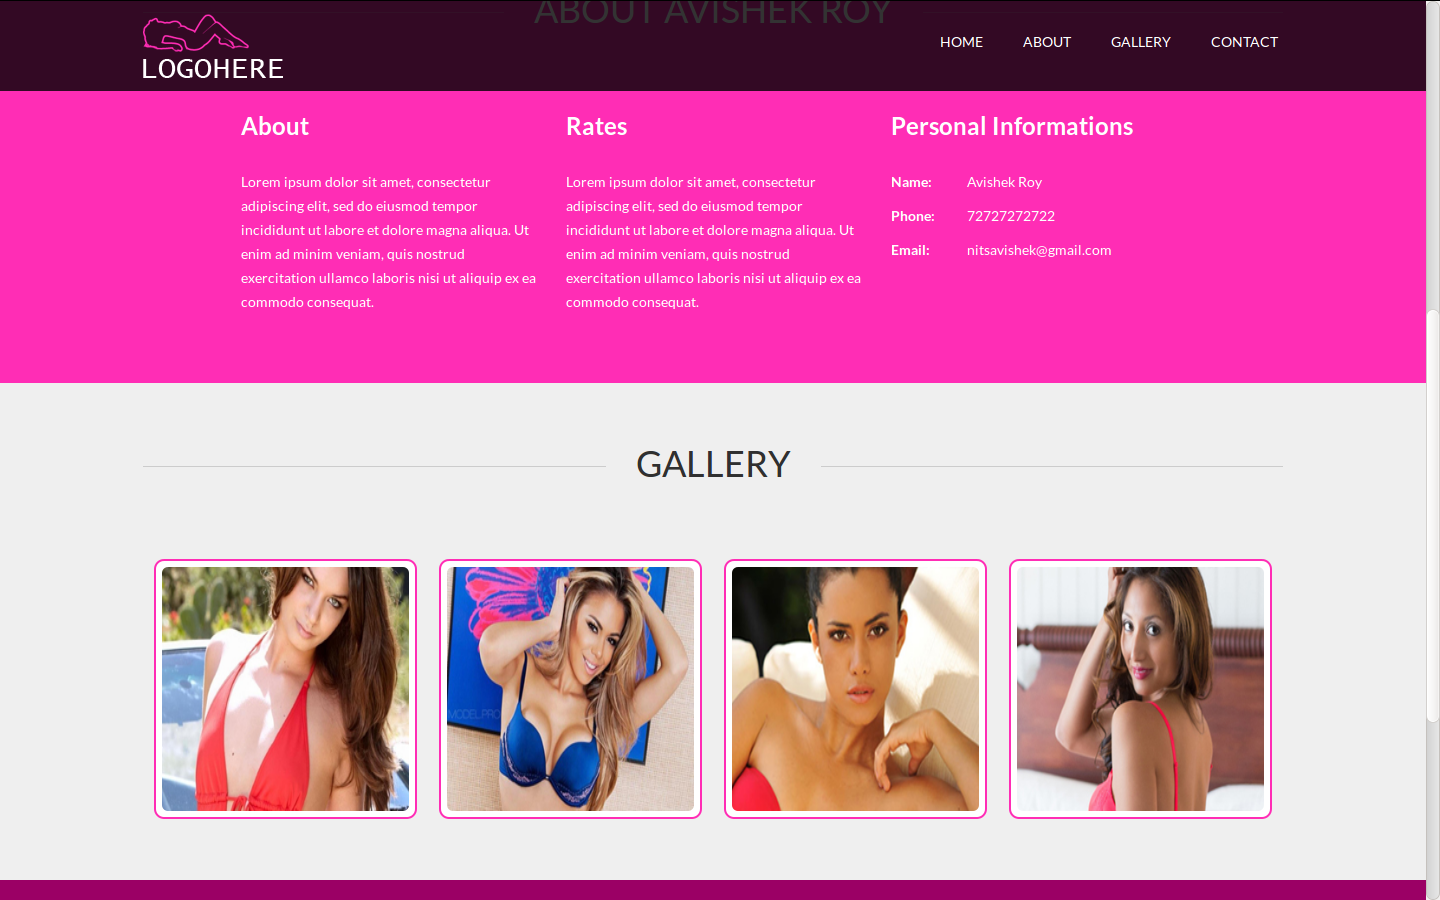 ABOUT AVISHEK ROY
LOGOHERE
HOME ABOUT GALLERY CONTACT
About
Lorem ipsum dolor sit amet, consectetur
adipiscing elit, sed do eiusmod tempor
incididunt ut labore et dolore magna aliqua. Ut
enim ad minim veniam, quis nostrud
exercitation ullamco laboris nisi ut aliquip ex ea
commodo consequat.
Rates
Lorem ipsum dolor sit amet, consectetur
adipiscing elit, sed do eiusmod tempor
incididunt ut labore et dolore magna aliqua. Ut
enim ad minim veniam, quis nostrud
exercitation ullamco laboris nisi ut aliquip ex ea
commodo consequat.
Personal Informations
Name: Avishek Roy
Phone: 72727272722
Email: nitsavishek@gmail.com
GALLERY
MODEL PRO